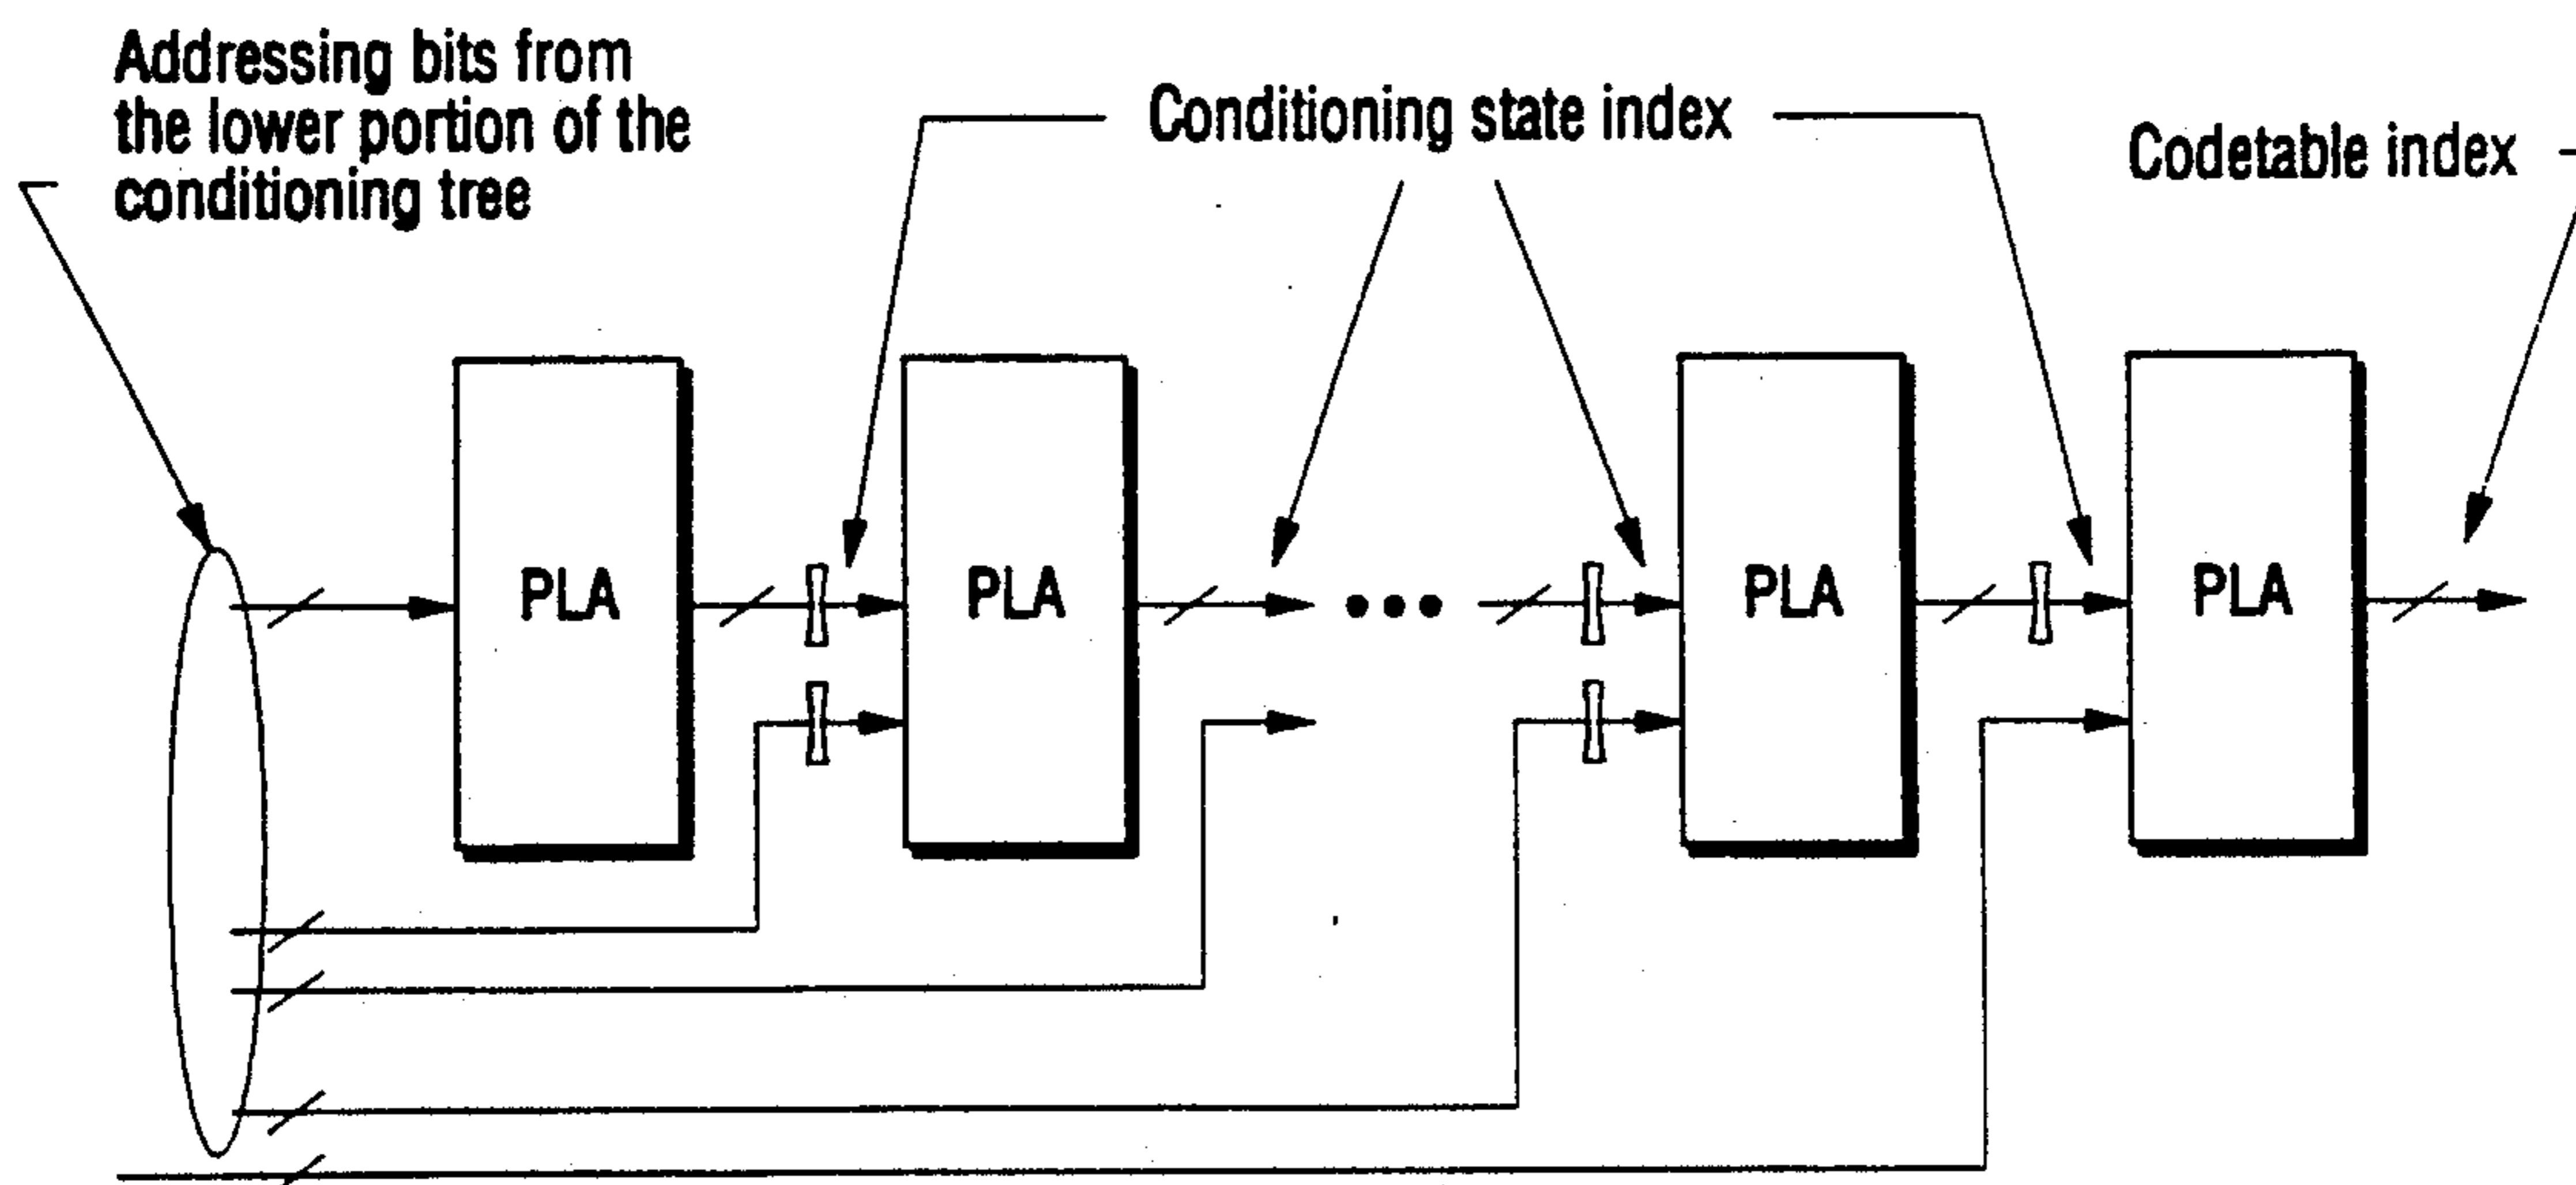 Addressing bits from
the lower portion of the
conditioning tree
Conditioning state index
Codetable index
PLA
PLA
PLA
PLA